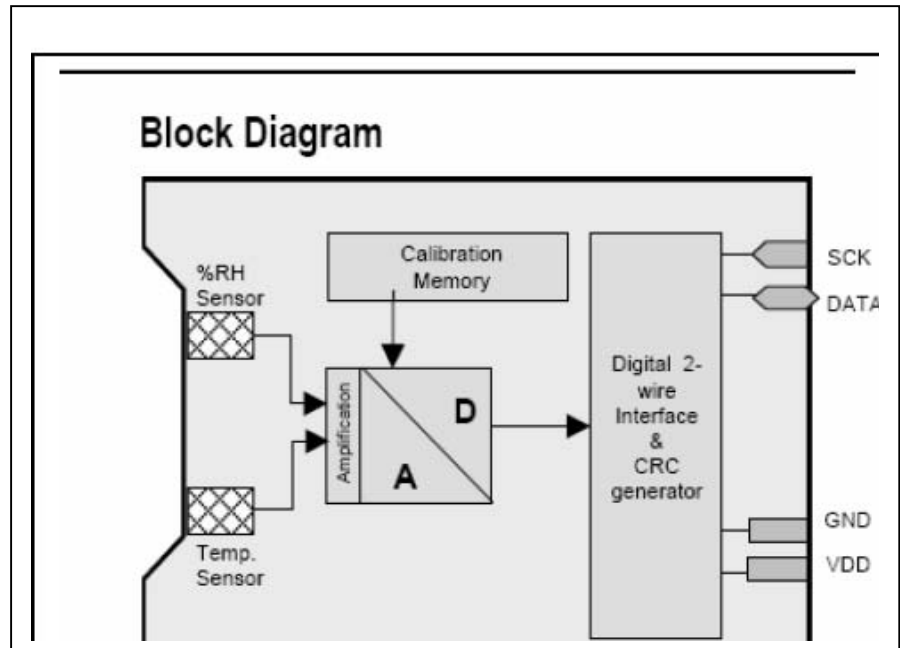 Block Diagram
Calibration
Memory
%RH
Sensor
SCK
DATA
Amplification
D
A
Digital 2-
wire
Interface
&
CRC
generator
Temp.
Sensor
GND
VDD